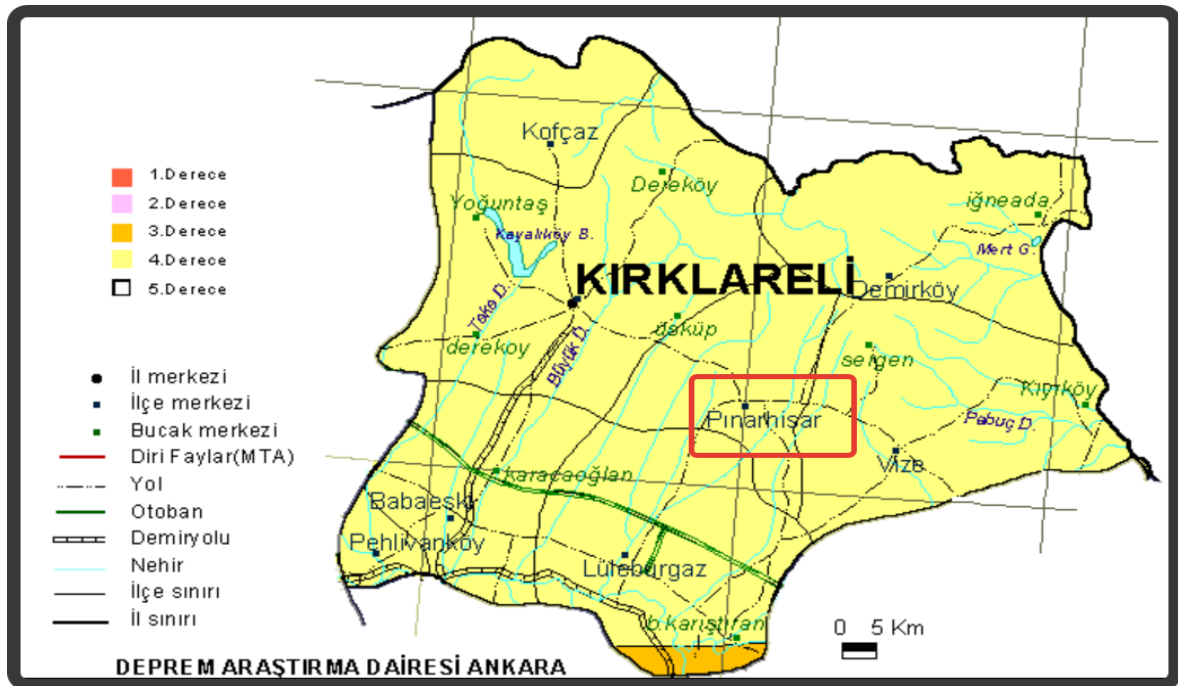 Kofçaz
1.Derece
2.Derece
3.Derece
4.Derece
5.Derece
Dereköy
Yoğuntaş
iğneada
Kayalıköy B.
Mert G.
KIRKLARELİ
Demirköy
Teke D.
üsküp
dereköy
Büyük D.
sergen
Kıyıköy
Pınarhisar
Pabuç D.
Vize
İl merkezi
İlçe merkezi
Bucak merkezi
Diri Faylar(MTA)
Yol
Otoban
Demiryolu
Nehir
İlçe sınırı
İl sınırı
karacaoğlan
Babaeski
Pehlivanköy
Lüleburgaz
b.karıştıran
0 5 Km
DEPREM ARAŞTIRMA DAİRESİ ANKARA